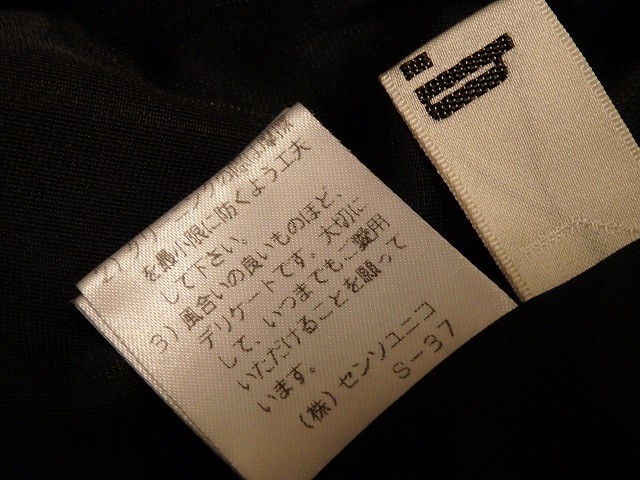 を最小限に防ぐよう工夫
して下さい。
3) 風合いの良いものほど、
デリケートです。大切に
して、いつまでもご愛用
いただけることを願って
います。
(株)センソユニコ
S-37